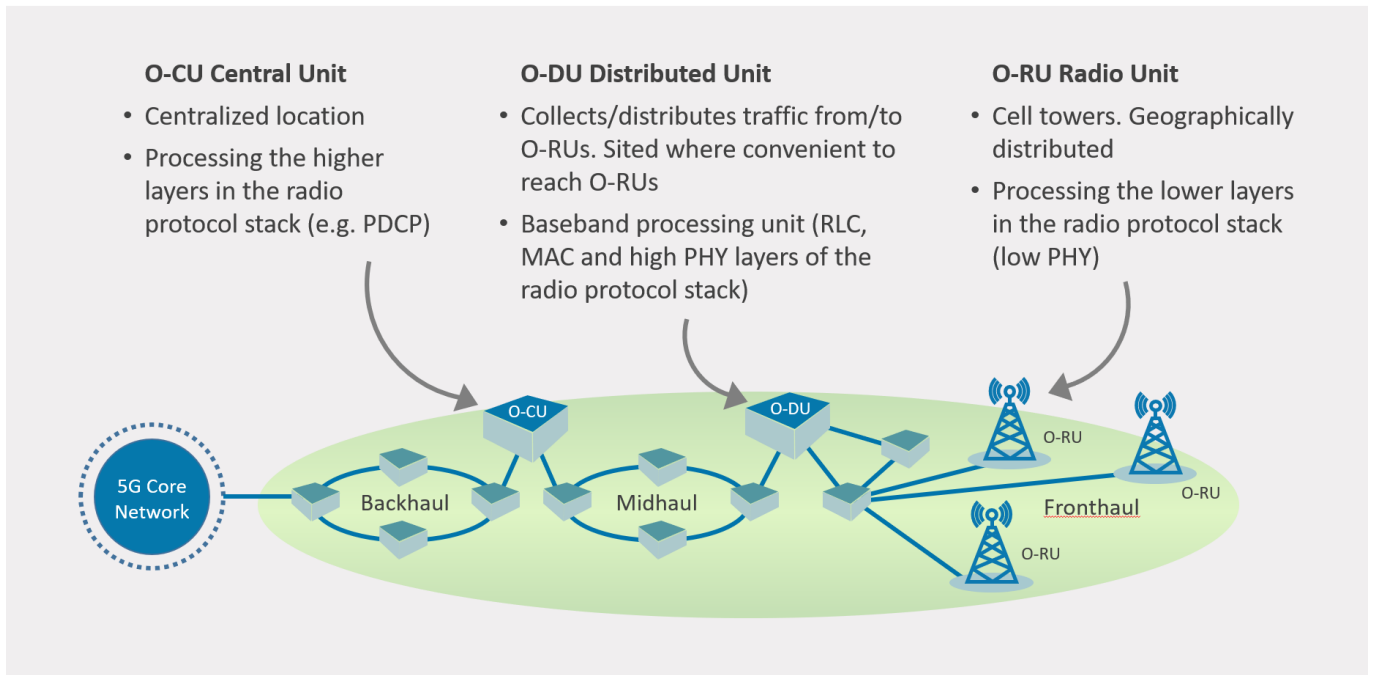 O-CU Central Unit
• Centralized location
• Processing the higher
layers in the radio
protocol stack (e.g. PDCP)
O-DU Distributed Unit
• Collects/distributes traffic from/to
O-RUs. Sited where convenient to
reach O-RUs
• Baseband processing unit (RLC,
MAC and high PHY layers of the
radio protocol stack)
O-RU Radio Unit
• Cell towers. Geographically
distributed
• Processing the lower layers
in the radio protocol stack
(low PHY)
O-CU
O-DU
O-RU
O-RU
5G Core
Network
Backhaul
Midhaul
Fronthaul
O-RU